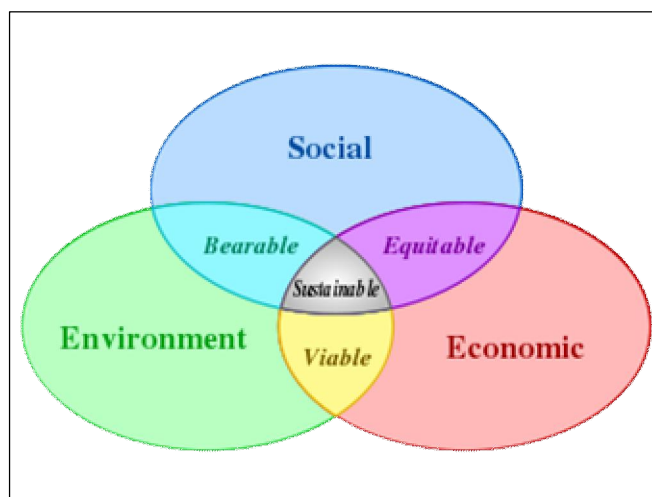 Social
Bearable
Equitable
Sustainable
Environment
Economic
Viable